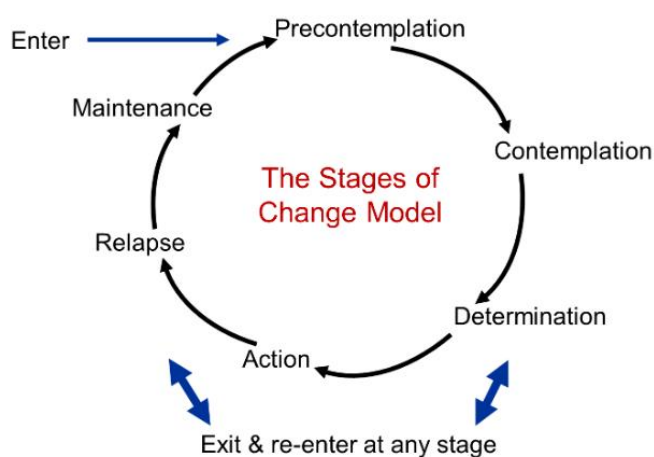 Enter
Precontemplation
Contemplation
Determination
Action
Relapse
Maintenance
The Stages of
Change Model
Exit & re-enter at any stage